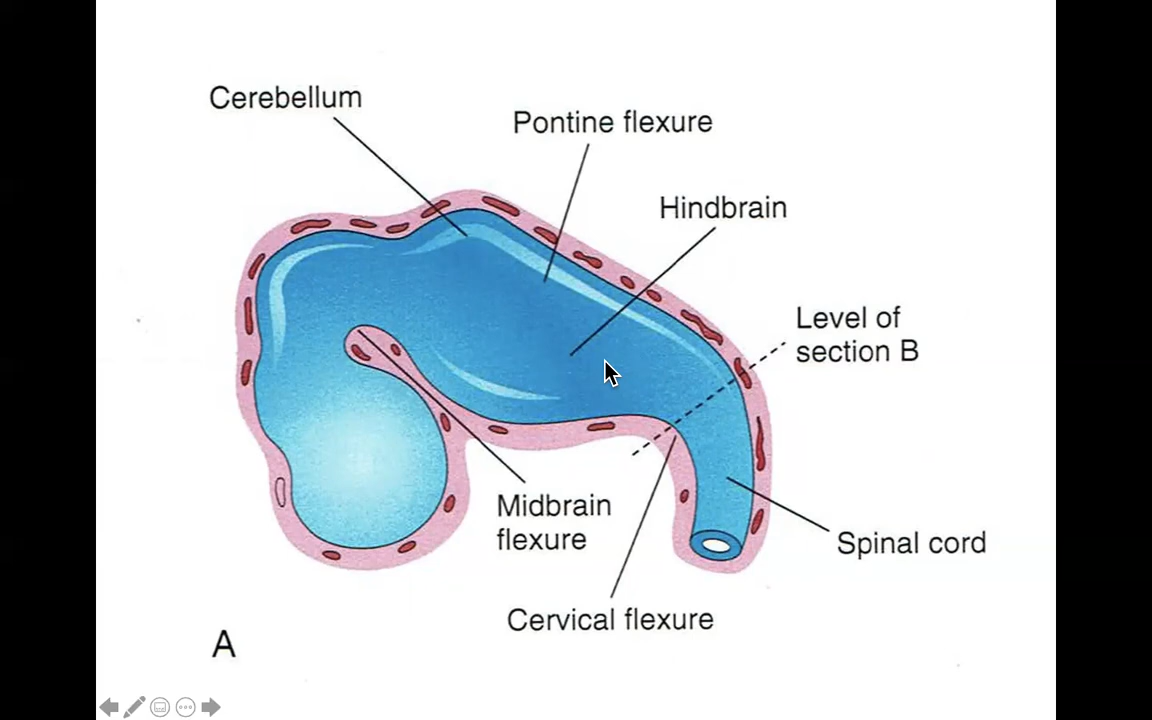 Cerebellum
Pontine flexure
Hindbrain
Level of
section B
Midbrain
flexure
Spinal cord
Cervical flexure
A